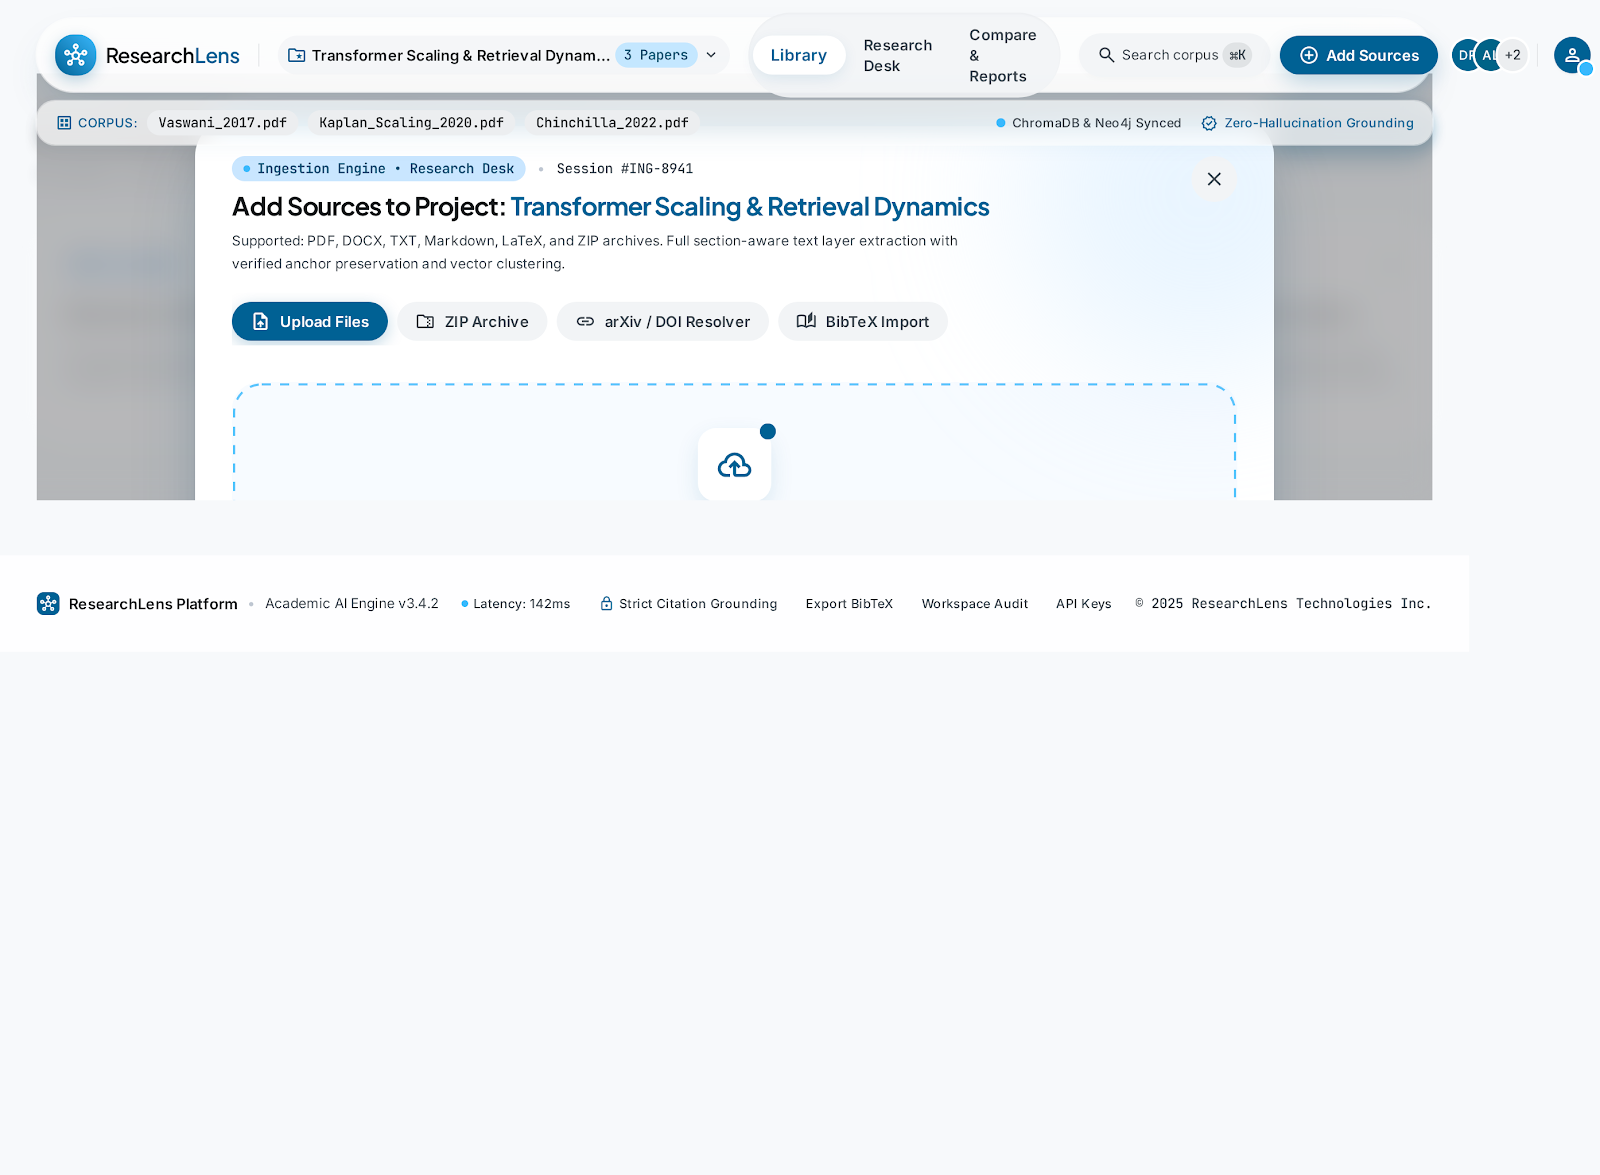 ResearchLens
Transformer Scaling & Retrieval Dynam...
3 Papers
Library
Research
Desk
Compare
&
Reports
Search corpus ⌘K
Add Sources
+2
CORPUS:
Vaswani_2017.pdf
Kaplan_Scaling_2020.pdf
Chinchilla_2022.pdf
ChromaDB & Neo4j Synced
Zero-Hallucination Grounding
Ingestion Engine • Research Desk
Session #ING-8941
Add Sources to Project: Transformer Scaling & Retrieval Dynamics
Supported: PDF, DOCX, TXT, Markdown, LaTeX, and ZIP archives. Full section-aware text layer extraction with
verified anchor preservation and vector clustering.
Upload Files
ZIP Archive
arXiv / DOI Resolver
BibTeX Import
ResearchLens Platform
Academic AI Engine v3.4.2
Latency: 142ms
Strict Citation Grounding
Export BibTeX
Workspace Audit
API Keys
© 2025 ResearchLens Technologies Inc.